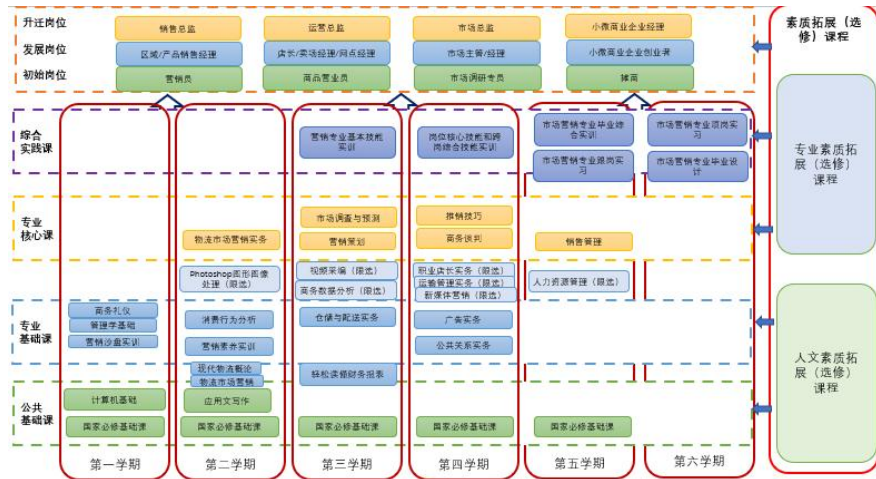 升迁岗位
销售总监
运营总监
市场总监
小微商业企业经理
发展岗位
区域/产品销售经理
店长/卖场经理/网点经理
市场主管/经理
小微商业企业创业者
初始岗位
营销员
商品营业员
市场调研专员
摊商
素质拓展（选
修）课程
综合
实践课
营销专业基本技能
实训
岗位核心技能和跨
岗综合技能实训
市场营销专业毕业综
合实训
市场营销专业顶岗实
习
市场营销专业跟岗实
习
市场营销专业毕业设
计
专业素质拓
展（选修）
课程
专业
核心课
物流市场营销实务
市场调查与预测
营销策划
推销技巧
商务谈判
销售管理
Photoshop图形图像
处理（限选）
视频采编（限选）
商务数据分析（限选）
职业店长实务（限选）
运输管理实务（限选）
新媒体营销（限选）
人力资源管理（限选）
专业
基础课
商务礼仪
管理学基础
营销沙盘实训
消费行为分析
营销素养实训
现代物流概论
物流市场营销
仓储与配送实务
轻松读懂财务报表
广告实务
公共关系实务
人文素质拓
展（选修）
课程
公共
基础课
计算机基础
应用文写作
国家必修基础课
国家必修基础课
国家必修基础课
国家必修基础课
国家必修基础课
第一学期
第二学期
第三学期
第四学期
第五学期
第六学期